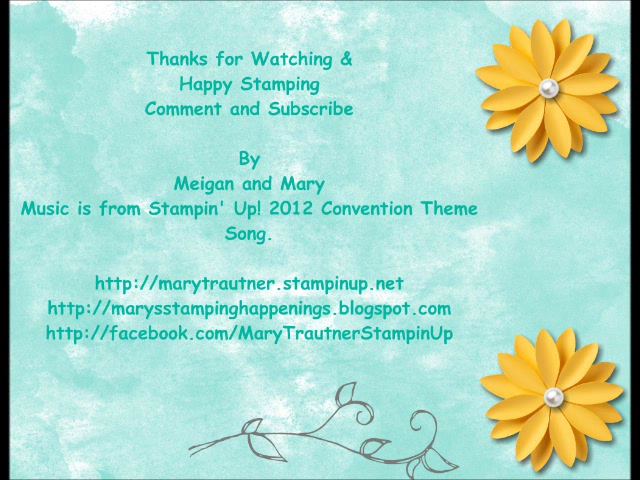 Thanks for Watching &
Happy Stamping
Comment and Subscribe
By
Meigan and Mary
Music is from Stampin' Up! 2012 Convention Theme
Song.
http://marytrautner.stampinup.net
http://marysstampinghappenings.blogspot.com
http://facebook.com/MaryTrautnerStampinUp